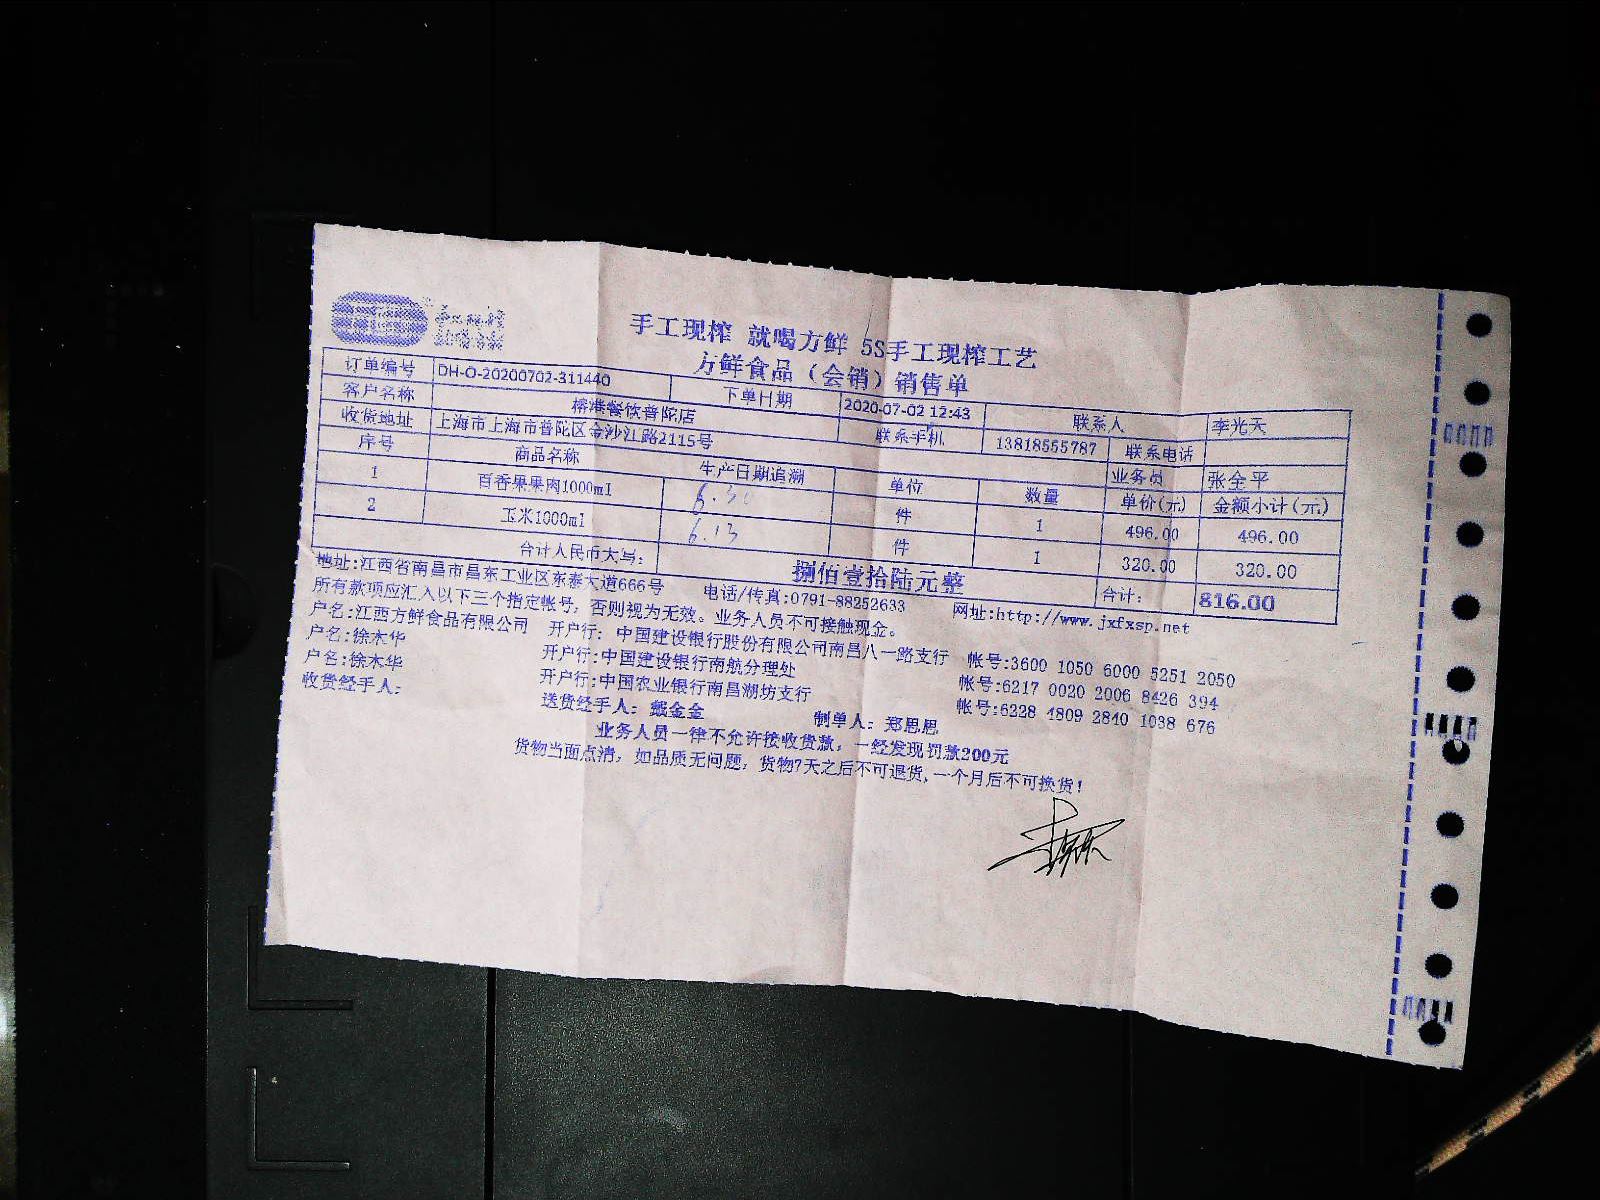 手工现榨 就喝方鲜 5S手工现榨工艺
方鲜食品（会销）销售单
订单编号 DH-O-20200702-311440 下单日期 2020-07-02 12:43 联系人 李光天
客户名称 榕港餐饮普陀店 联系手机 13818555787 联系电话
收货地址 上海市上海市普陀区金沙江路2115号 业务员 张全平
序号 商品名称 生产日期追溯 单位 数量 单价(元) 金额小计(元)
1 百香果果肉1000ml 6.30 件 1 496.00 496.00
2 玉米1000ml 6.13 件 1 320.00 320.00
合计人民币大写: 捌佰壹拾陆元整 合计: 816.00
地址:江西省南昌市昌东工业区东泰大道666号 电话/传真:0791-88252633 网址:http://www.jxfxsp.net
所有款项应汇入以下三个指定帐号，否则视为无效。业务人员不可接触现金。
户名:江西方鲜食品有限公司 开户行: 中国建设银行股份有限公司南昌八一路支行 帐号:3600 1050 6000 5251 2050
户名:徐木华 开户行:中国建设银行南航分理处 帐号:6217 0020 2006 8426 394
户名:徐木华 开户行:中国农业银行南昌湖坊支行 帐号:6228 4809 2840 1038 676
收货经手人: 送货经手人: 戴金金 制单人: 郑思思
业务人员一律不允许接收货款，一经发现罚款200元
货物当面点清，如品质无问题，货物7天之后不可退货,一个月后不可换货!